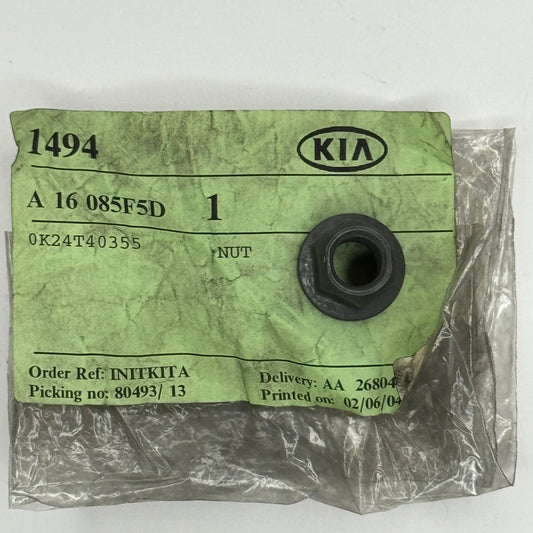 1494 KIA
A 16 085F5D 1
0K24T40355 NUT
Order Ref: INITKITA Delivery: AA 26804
Picking no: 80493/ 13 Printed on: 02/06/04